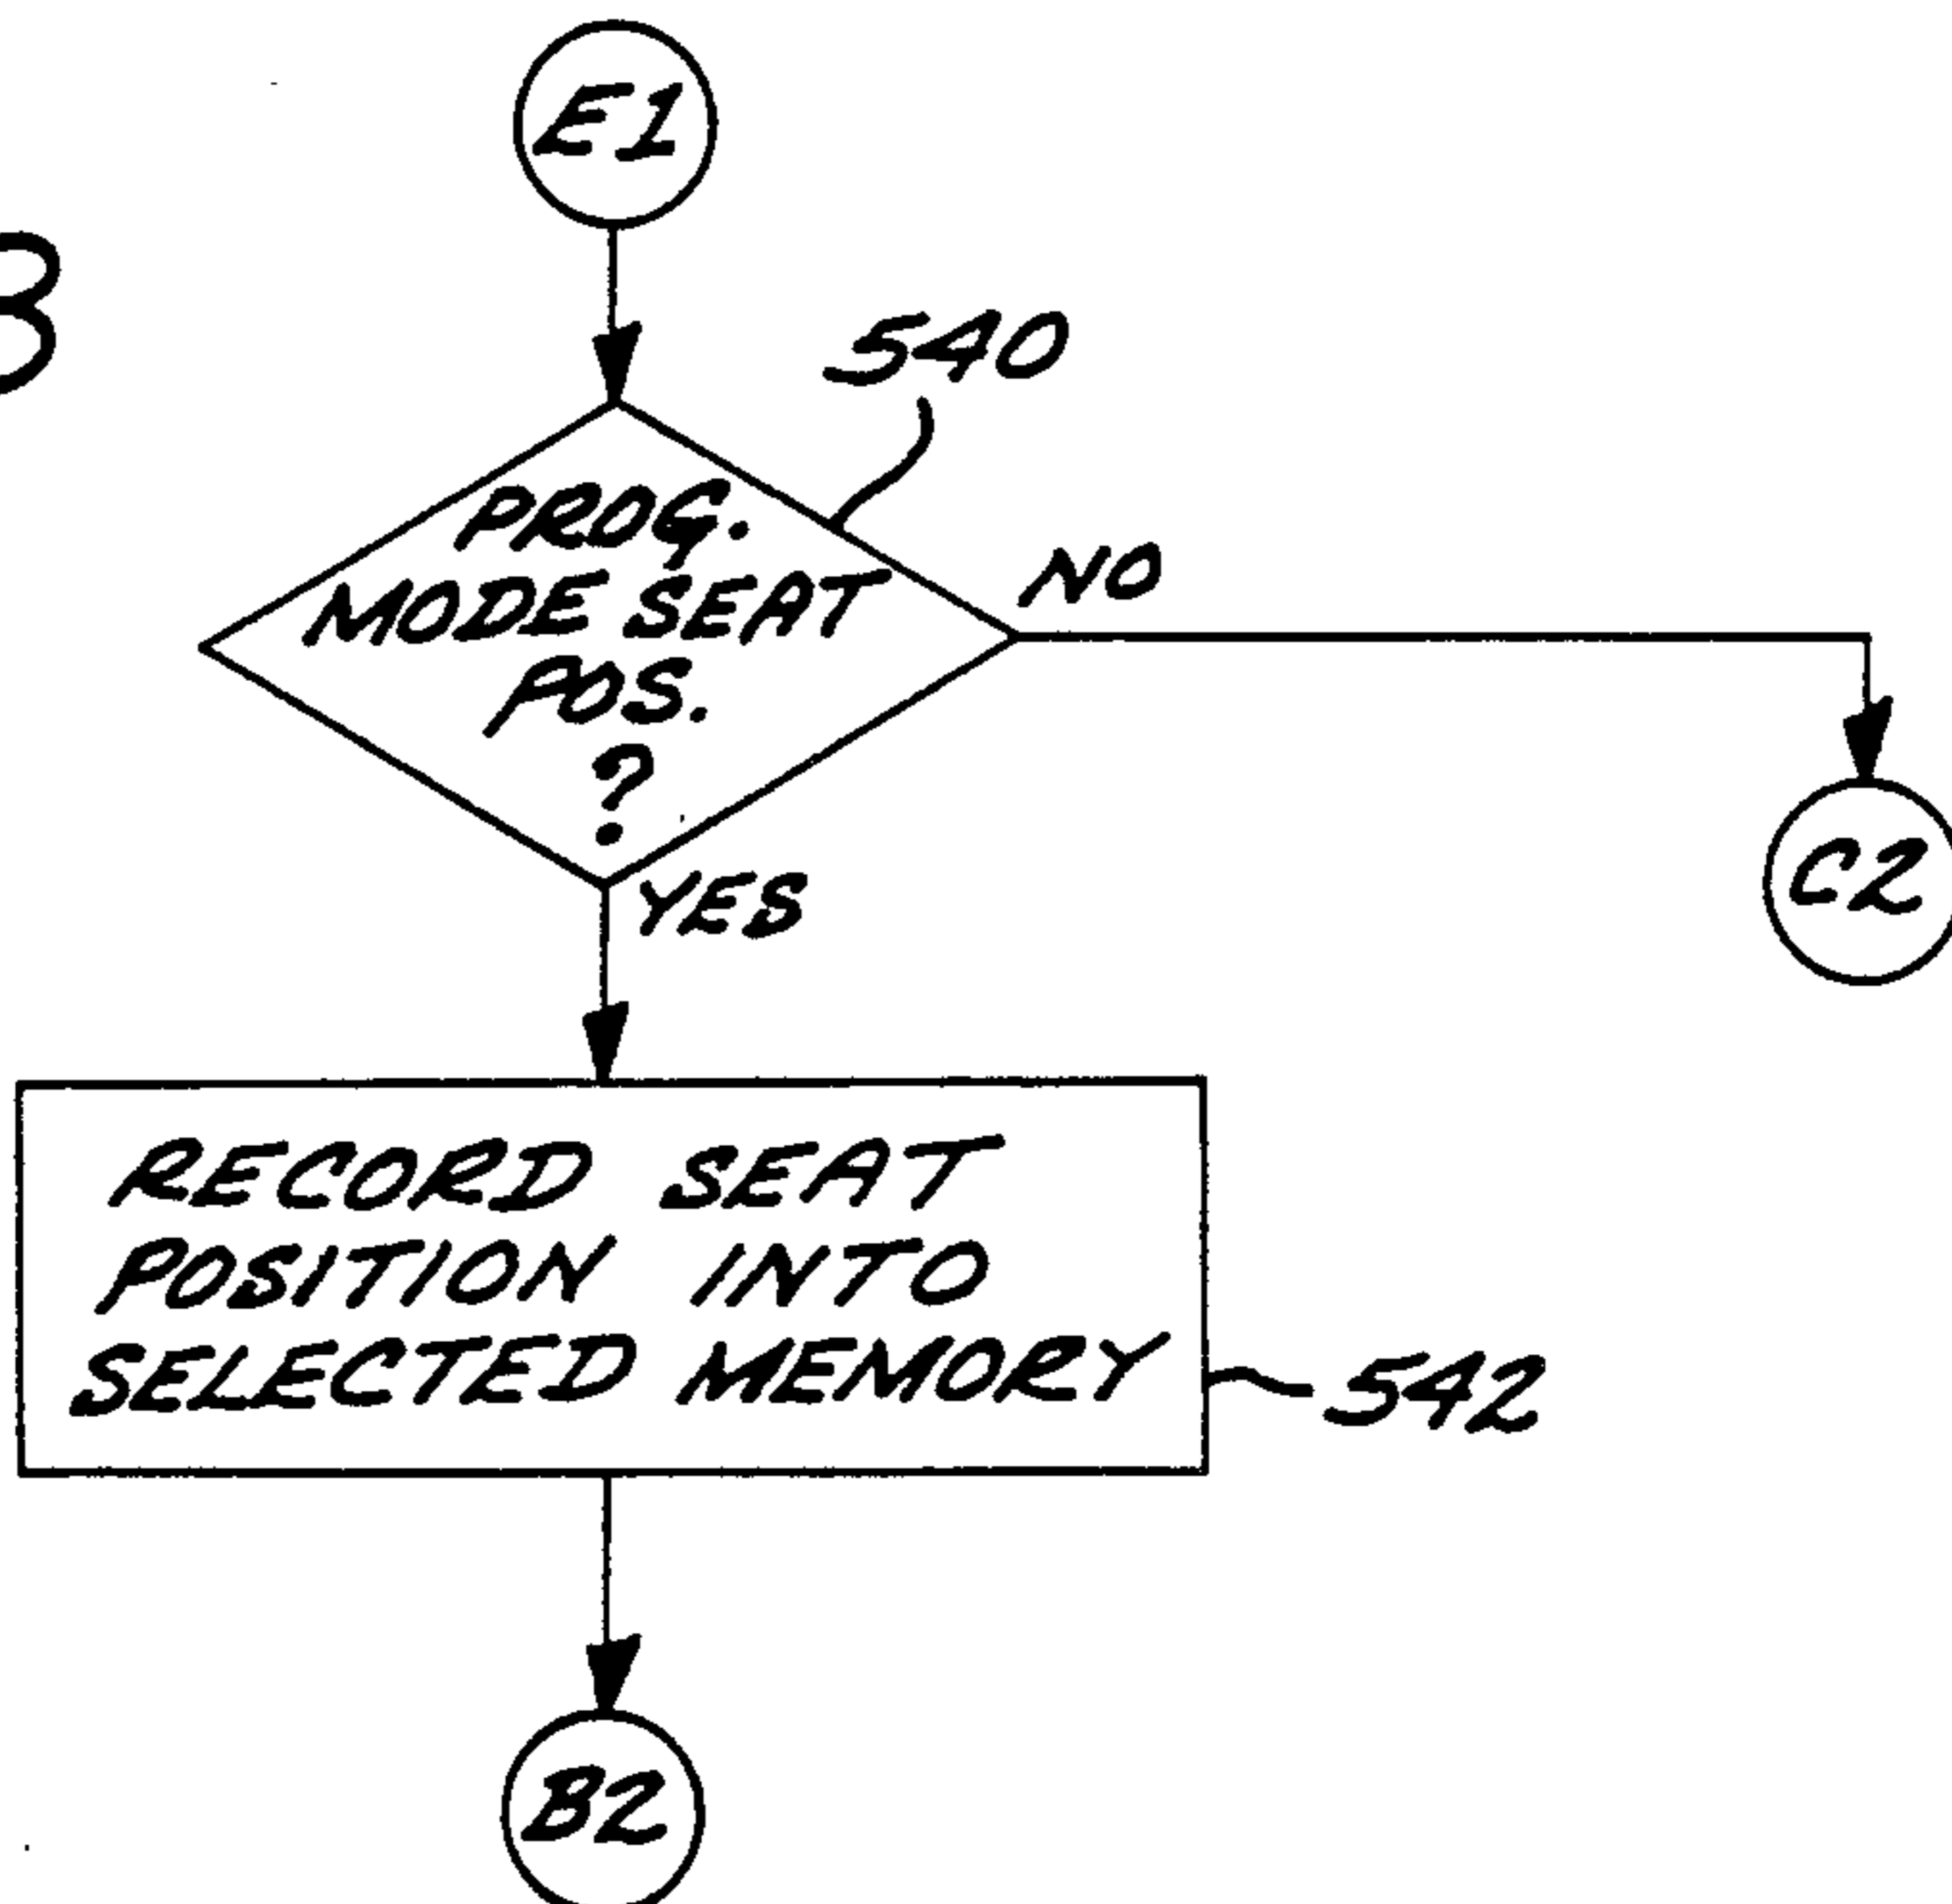 E1
3
540
PROG.
MODE SEAT
POS.
?
NO
YES
C2
RECORD SEAT
POSITION INTO
SELECTED MEMORY
542
B2